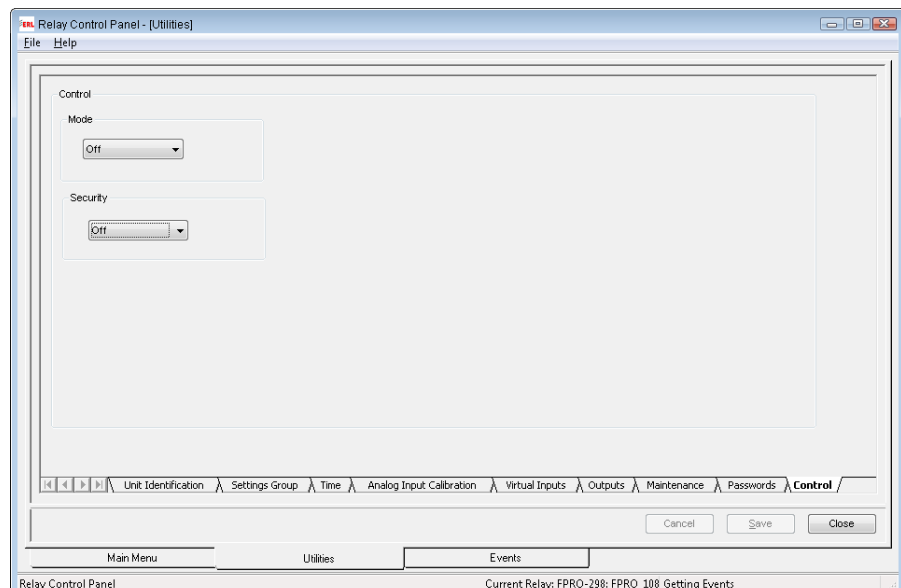 ERL Relay Control Panel - [Utilities]
File Help
Control
Mode
Off
Security
Off
Unit Identification Settings Group Time Analog Input Calibration Virtual Inputs Outputs Maintenance Passwords Control
Cancel Save Close
Main Menu Utilities Events
Relay Control Panel Current Relay: FPRO-298: FPRO_108 Getting Events